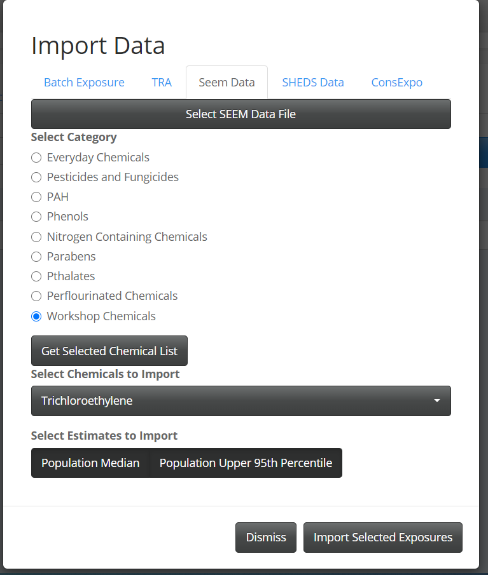 Import Data
Batch Exposure TRA Seem Data SHEDS Data ConsExpo
Select SEEM Data File
Select Category
Everyday Chemicals
Pesticides and Fungicides
PAH
Phenols
Nitrogen Containing Chemicals
Parabens
Pthalates
Perflourinated Chemicals
Workshop Chemicals
Get Selected Chemical List
Select Chemicals to Import
Trichloroethylene
Select Estimates to Import
Population Median Population Upper 95th Percentile
Dismiss Import Selected Exposures